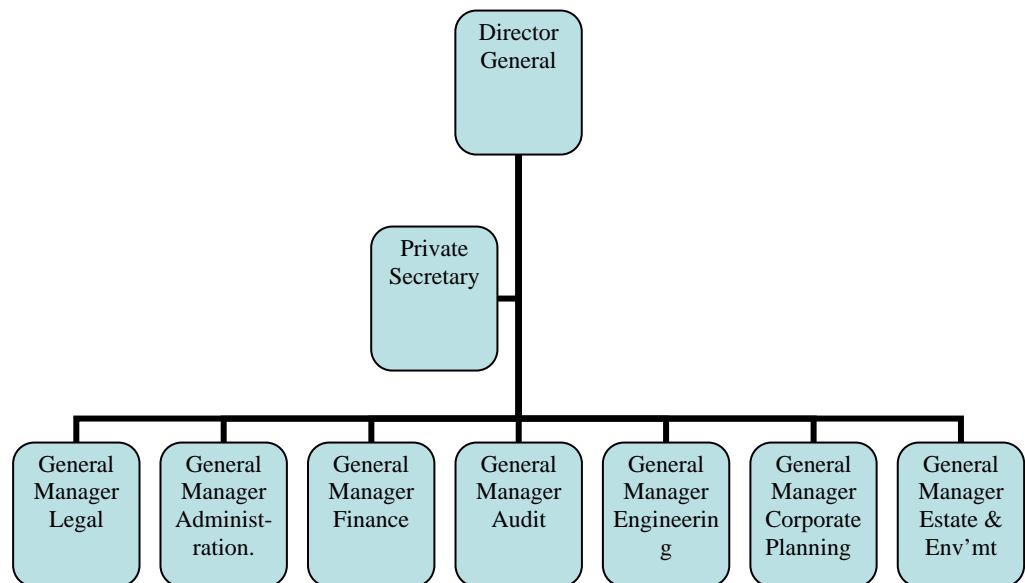 Director
General
Private
Secretary
General
Manager
Legal
General
Manager
Administ-
ration.
General
Manager
Finance
General
Manager
Audit
General
Manager
Engineerin
g
General
Manager
Corporate
Planning
General
Manager
Estate &
Env’mt